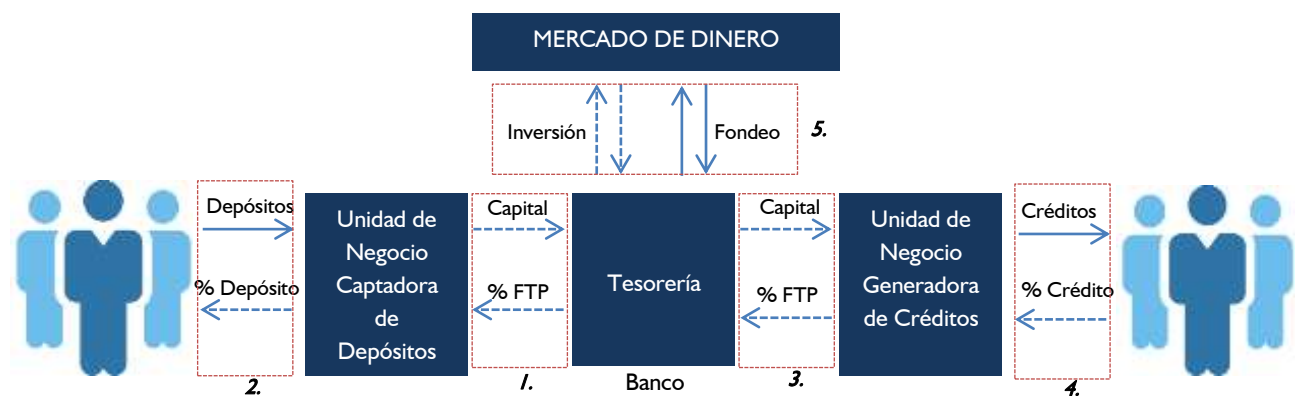 MERCADO DE DINERO
Inversión
Fondeo
5.
Depósitos
% Depósito
2.
Unidad de
Negocio
Captadora
de
Depósitos
Capital
% FTP
1.
Tesorería
Banco
Capital
% FTP
3.
Unidad de
Negocio
Generadora
de Créditos
Créditos
% Crédito
4.